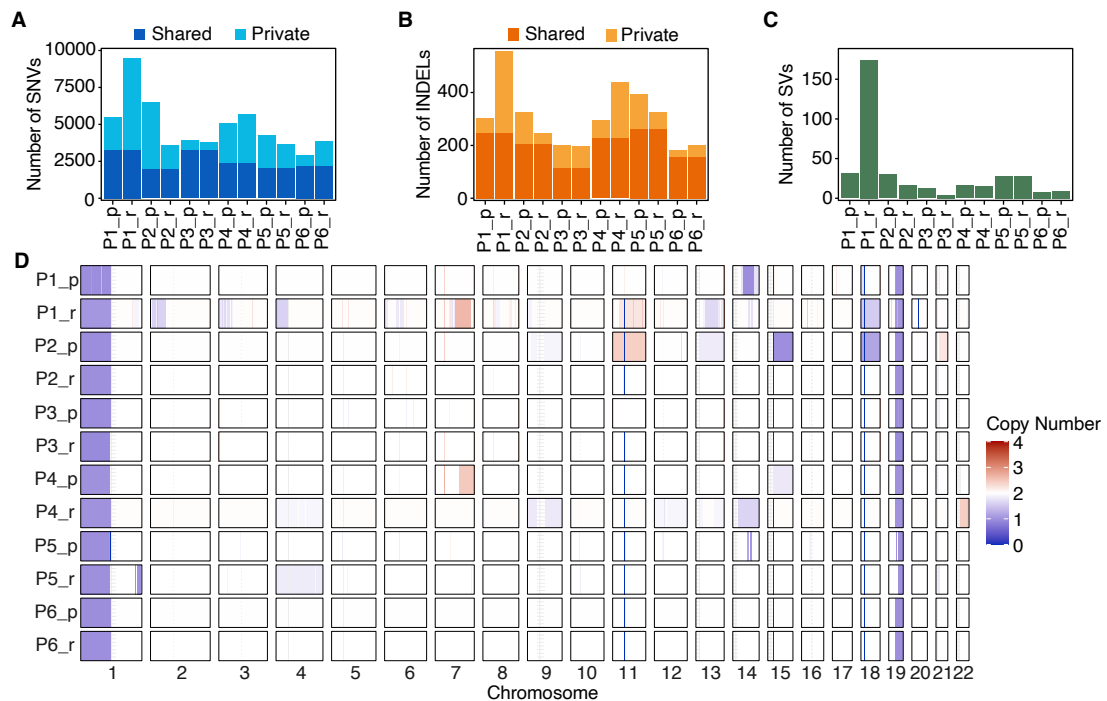 A
Shared Private
Number of SNVs
10000
7500
5000
2500
0
P1_p
P1_r
P2_p
P2_r
P3_p
P3_r
P4_p
P4_r
P5_p
P5_r
P6_p
P6_r
B
Shared Private
Number of INDELs
400
200
0
P1_p
P1_r
P2_p
P2_r
P3_p
P3_r
P4_p
P4_r
P5_p
P5_r
P6_p
P6_r
C
Number of SVs
150
100
50
0
P1_p
P1_r
P2_p
P2_r
P3_p
P3_r
P4_p
P4_r
P5_p
P5_r
P6_p
P6_r
D
P1_p
P1_r
P2_p
P2_r
P3_p
P3_r
P4_p
P4_r
P5_p
P5_r
P6_p
P6_r
1 2 3 4 5 6 7 8 9 10 11 12 13 14 15 16 17 18 19 20 21 22
Chromosome
Copy Number
4
3
2
1
0